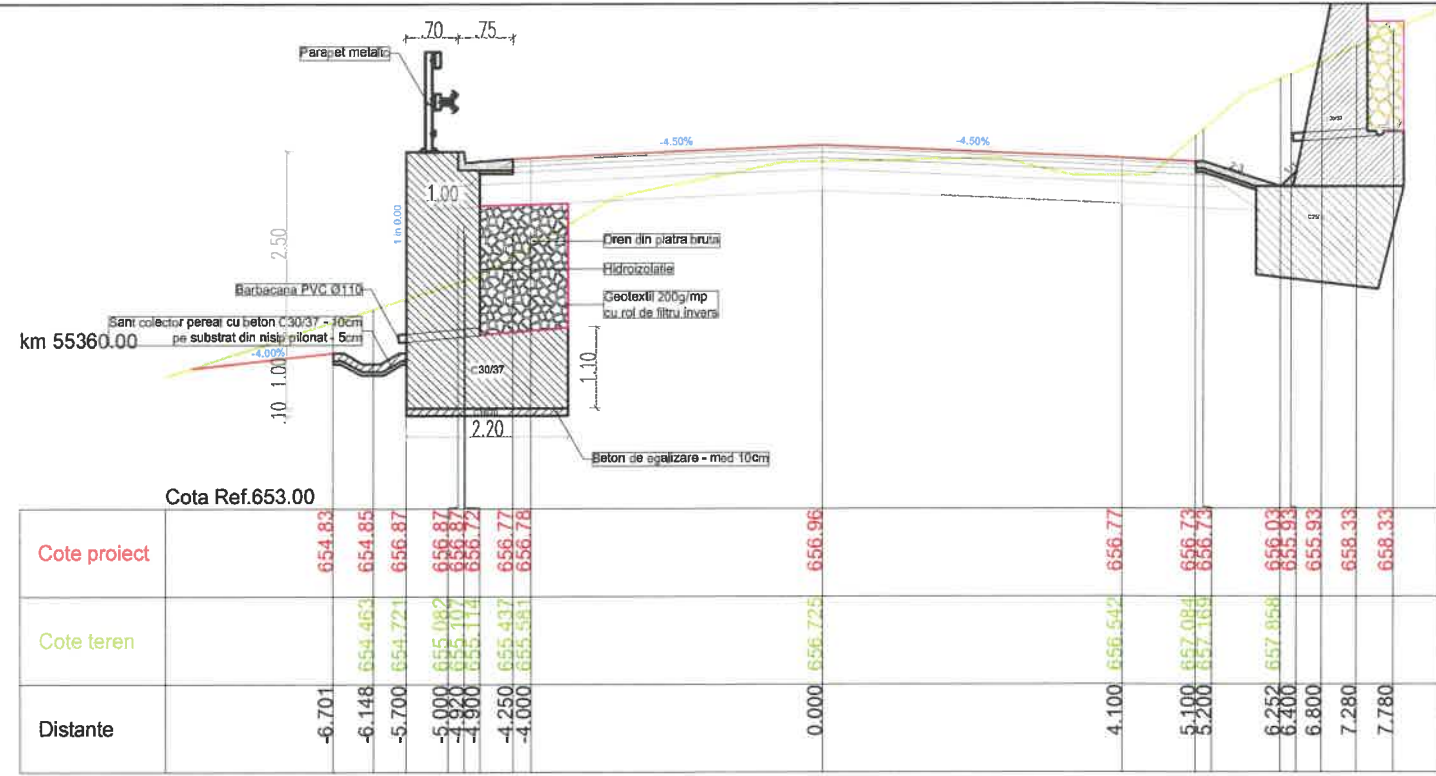 .70 .75
Parapet metalic
-4.50% -4.50%
1.00
1 in 0.00
2.50
2:3
1:1
Dren din piatra bruta
Hidroizolatie
Geotextil 200g/mp
cu rol de filtru invers
Barbacana PVC Ø110
Sant colector pereat cu beton C30/37 - 10cm
pe substrat din nisip pilonat - 5cm
km 55360.00
-4.00%
1.00
.10
C30/37
1.10
2.20
Beton de egalizare - med 10cm
Cota Ref.653.00
Cote proiect 654.83 654.85 656.87 656.87 656.87 656.72 656.77 656.78 656.96 656.77 656.73 656.73 656.03 655.93 655.93 658.33 658.33
Cote teren 654.463 654.721 655.082 655.107 655.114 655.437 655.581 656.725 656.542 657.084 657.169 657.858
Distante -6.701 -6.148 -5.700 -5.000 -4.920 -4.900 -4.250 -4.000 0.000 4.100 5.100 5.200 6.252 6.400 6.800 7.280 7.780